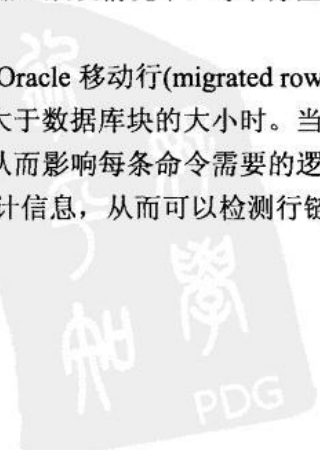 Oracle 移动行(migrated row
大于数据库块的大小时。当
从而影响每条命令需要的逻
计信息，从而可以检测行链
PDG